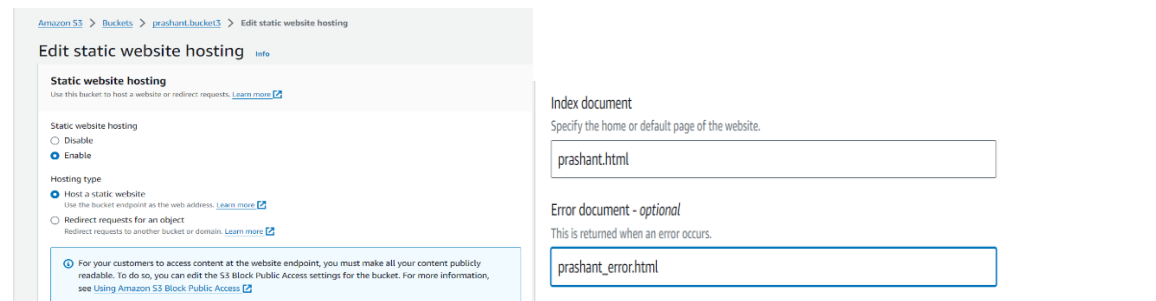 Amazon S3 > Buckets > prashant.bucket3 > Edit static website hosting
Edit static website hosting Info
Static website hosting
Use this bucket to host a website or redirect requests. Learn more
Static website hosting
Disable
Enable
Hosting type
Host a static website
Use the bucket endpoint as the web address. Learn more
Redirect requests for an object
Redirect requests to another bucket or domain. Learn more
For your customers to access content at the website endpoint, you must make all your content publicly
readable. To do so, you can edit the S3 Block Public Access settings for the bucket. For more information,
see Using Amazon S3 Block Public Access
Index document
Specify the home or default page of the website.
prashant.html
Error document - optional
This is returned when an error occurs.
prashant_error.html